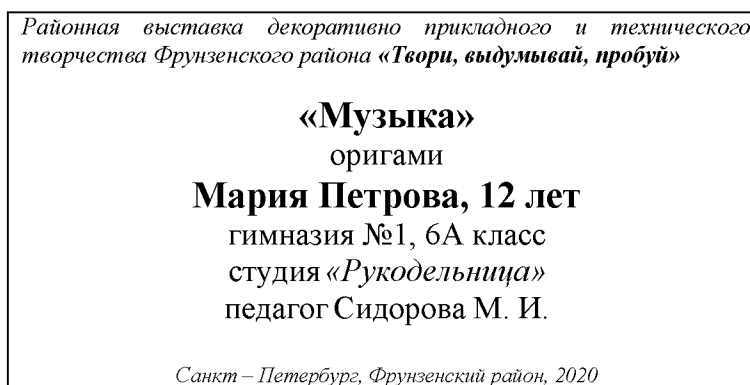 Районная выставка декоративно прикладного и технического
творчества Фрунзенского района «Твори, выдумывай, пробуй»
«Музыка»
оригами
Мария Петрова, 12 лет
гимназия №1, 6А класс
студия «Рукодельница»
педагог Сидорова М. И.
Санкт – Петербург, Фрунзенский район, 2020